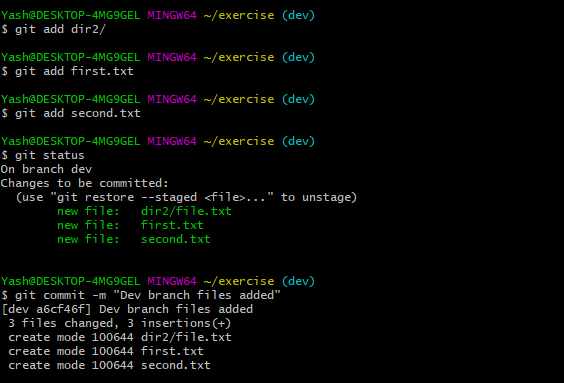 Yash@DESKTOP-4MG9GEL MINGW64 ~/exercise (dev)
$ git add dir2/
Yash@DESKTOP-4MG9GEL MINGW64 ~/exercise (dev)
$ git add first.txt
Yash@DESKTOP-4MG9GEL MINGW64 ~/exercise (dev)
$ git add second.txt
Yash@DESKTOP-4MG9GEL MINGW64 ~/exercise (dev)
$ git status
On branch dev
Changes to be committed:
  (use "git restore --staged <file>..." to unstage)
        new file:   dir2/file.txt
        new file:   first.txt
        new file:   second.txt
Yash@DESKTOP-4MG9GEL MINGW64 ~/exercise (dev)
$ git commit -m "Dev branch files added"
[dev a6cf46f] Dev branch files added
 3 files changed, 3 insertions(+)
 create mode 100644 dir2/file.txt
 create mode 100644 first.txt
 create mode 100644 second.txt